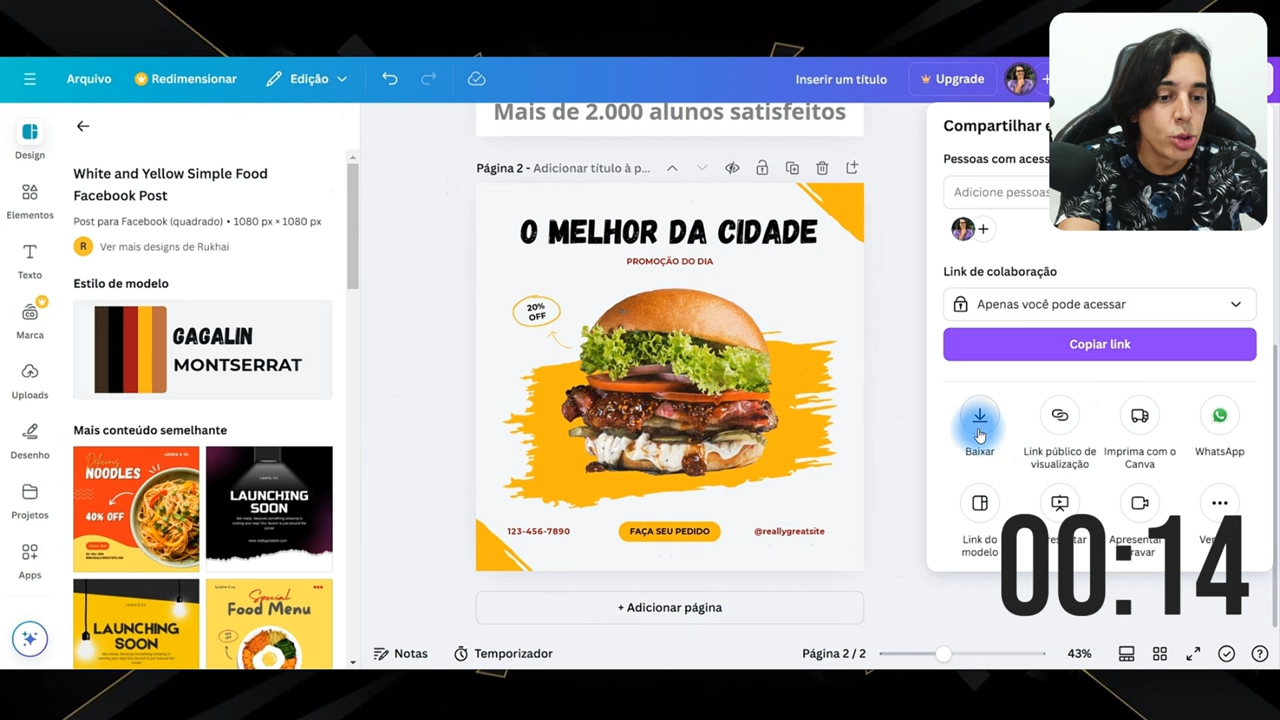 Arquivo
Redimensionar
Edição
Inserir um título
Upgrade
Design
Elementos
Texto
Marca
Uploads
Desenho
Projetos
Apps
White and Yellow Simple Food
Facebook Post
Post para Facebook (quadrado) • 1080 px × 1080 px
R
Ver mais designs de Rukhai
Estilo de modelo
GAGALIN
MONTSERRAT
Mais conteúdo semelhante
Delicious
NOODLES
40% OFF
LAUNCHING
SOON
LAUNCHING
SOON
Special
Food Menu
Mais de 2.000 alunos satisfeitos
Página 2 - Adicionar título à p...
O MELHOR DA CIDADE
PROMOÇÃO DO DIA
20%
OFF
123-456-7890
FAÇA SEU PEDIDO
@reallygreatsite
+ Adicionar página
Notas
Temporizador
Página 2 / 2
43%
Compartilhar e
Pessoas com acess
Adicione pessoas
Link de colaboração
Apenas você pode acessar
Copiar link
Baixar
Link público de
visualização
Imprima com o
Canva
WhatsApp
Link do
modelo
00:14